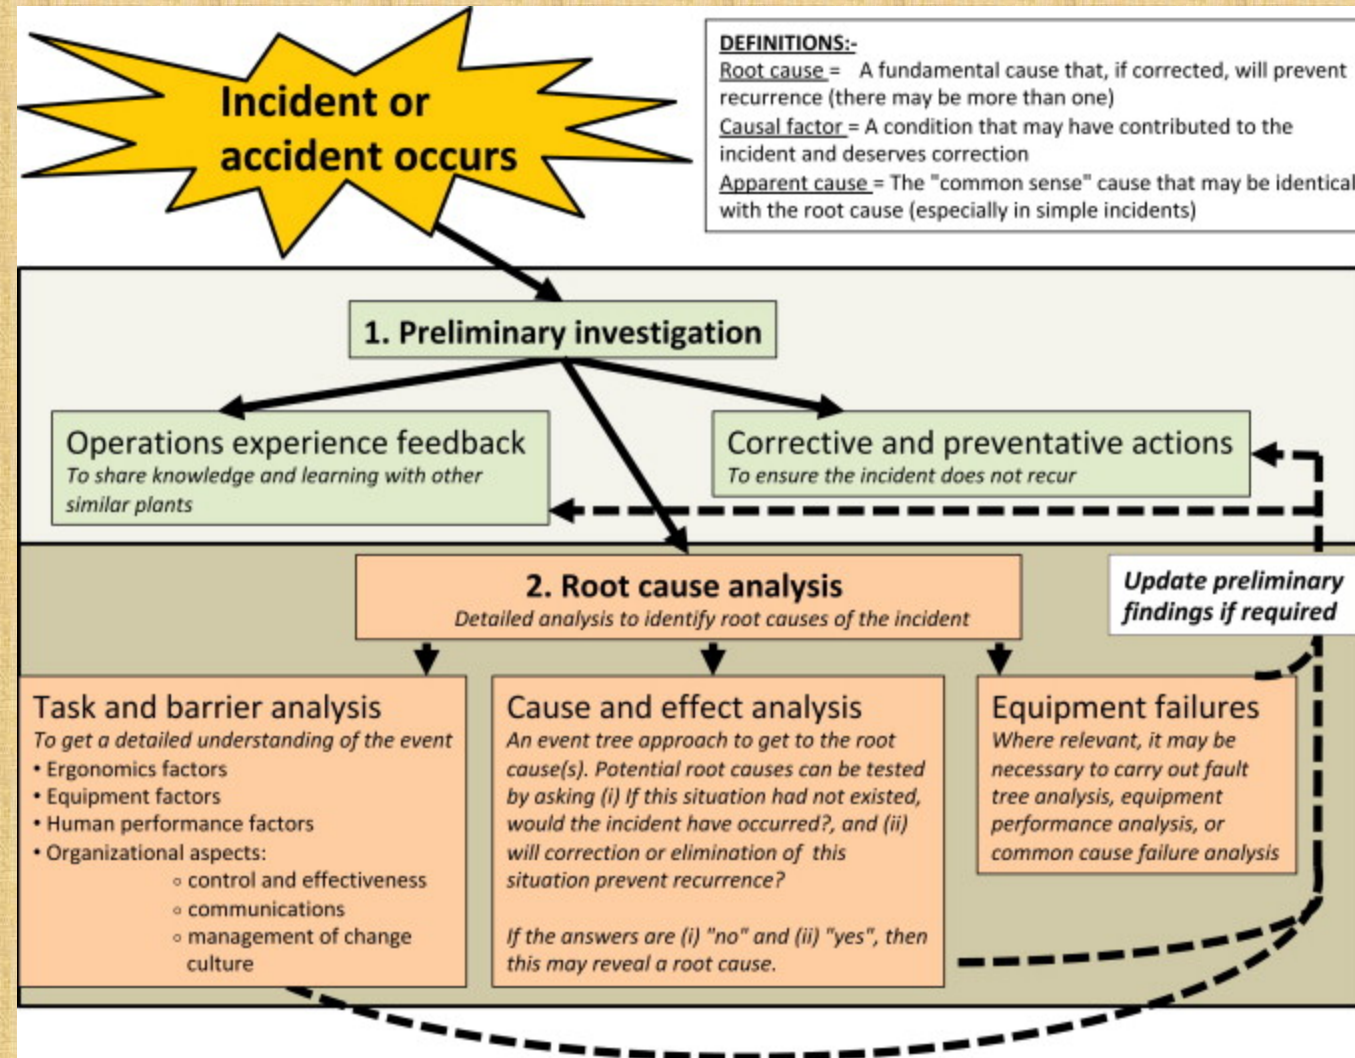 Incident or
accident occurs
DEFINITIONS:-
Root cause = A fundamental cause that, if corrected, will prevent
recurrence (there may be more than one)
Causal factor = A condition that may have contributed to the
incident and deserves correction
Apparent cause = The "common sense" cause that may be identical
with the root cause (especially in simple incidents)
1. Preliminary investigation
Operations experience feedback
To share knowledge and learning with other
similar plants
Corrective and preventative actions
To ensure the incident does not recur
2. Root cause analysis
Detailed analysis to identify root causes of the incident
Update preliminary
findings if required
Task and barrier analysis
To get a detailed understanding of the event
• Ergonomics factors
• Equipment factors
• Human performance factors
• Organizational aspects:
◦ control and effectiveness
◦ communications
◦ management of change
culture
Cause and effect analysis
An event tree approach to get to the root
cause(s). Potential root causes can be tested
by asking (i) If this situation had not existed,
would the incident have occurred?, and (ii)
will correction or elimination of this
situation prevent recurrence?
If the answers are (i) "no" and (ii) "yes", then
this may reveal a root cause.
Equipment failures
Where relevant, it may be
necessary to carry out fault
tree analysis, equipment
performance analysis, or
common cause failure analysis